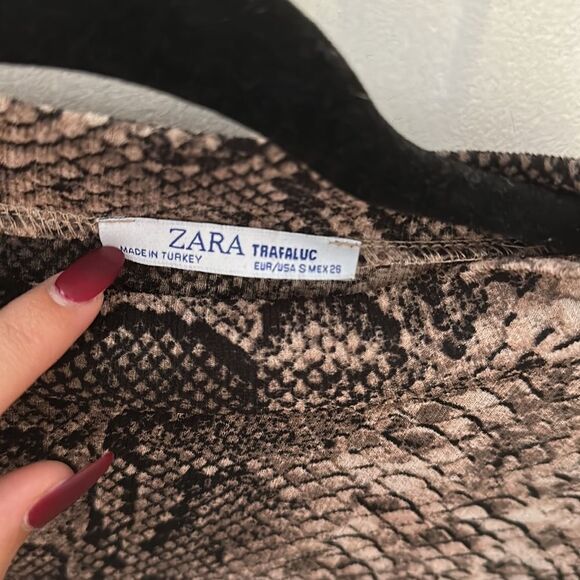 ZARA TRAFALUC
MADE IN TURKEY EUR/USA S MEX 26